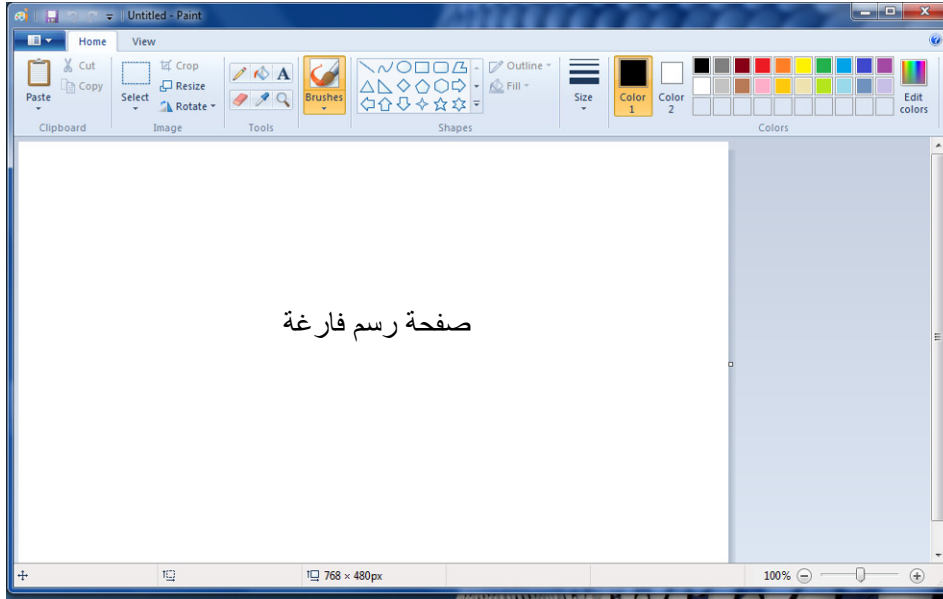 Untitled - Paint
Home View
Paste
Cut
Copy
Clipboard
Select
Crop
Resize
Rotate
Image
A
Tools
Brushes
Outline
Fill
Shapes
Size
Color 1
Color 2
Edit colors
Colors
صفحة رسم فارغة
768 × 480px
100%